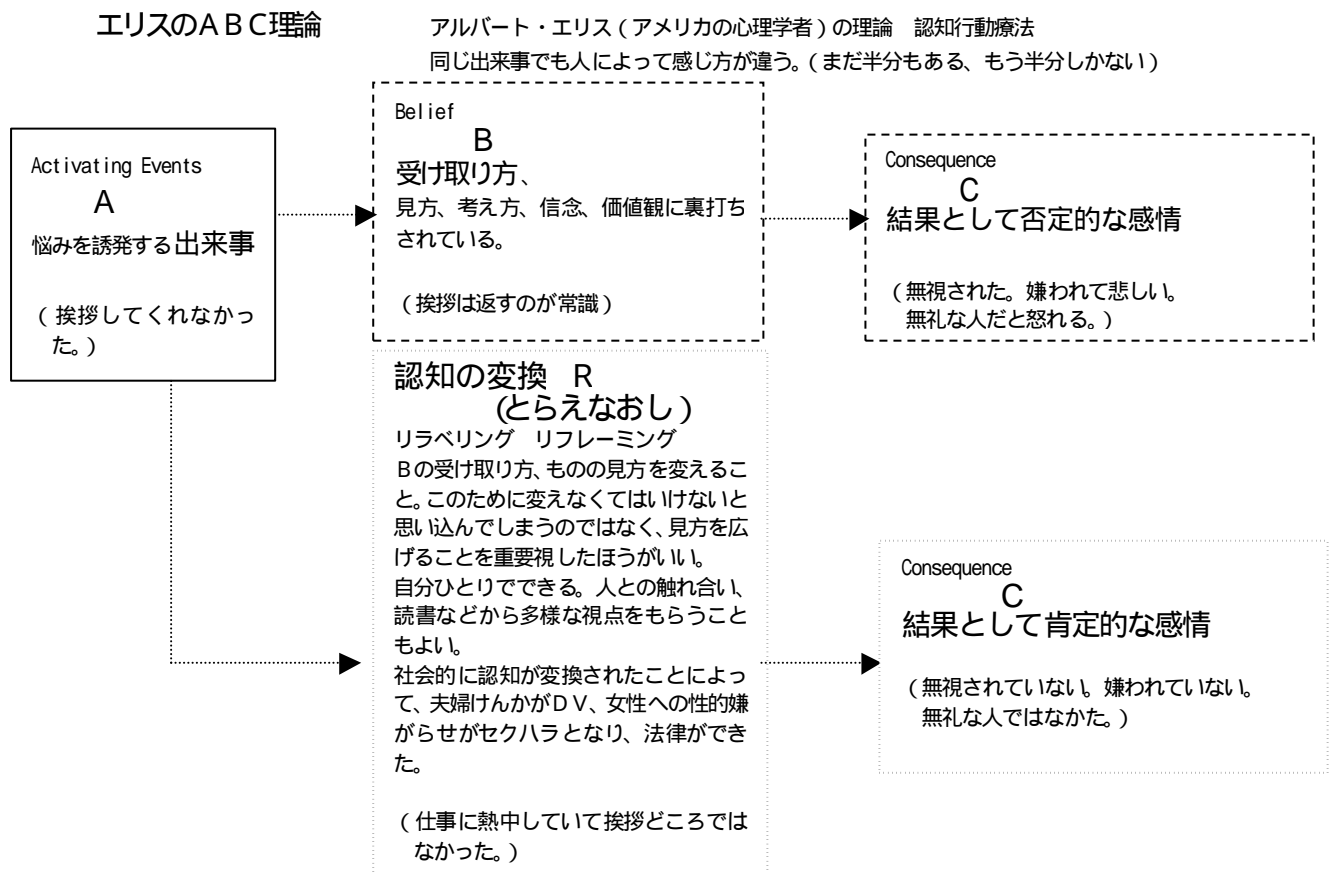 エリスのＡＢＣ理論
アルバート・エリス（アメリカの心理学者）の理論　認知行動療法
同じ出来事でも人によって感じ方が違う。（まだ半分もある、もう半分しかない）
Activating Events
A
悩みを誘発する出来事
（挨拶してくれなかっ
た。）
Belief
B
受け取り方、
見方、考え方、信念、価値観に裏打ち
されている。
（挨拶は返すのが常識）
Consequence
C
結果として否定的な感情
（無視された。嫌われて悲しい。
無礼な人だと怒れる。）
認知の変換　R
（とらえなおし）
リラベリング　リフレーミング
Ｂの受け取り方、ものの見方を変えるこ
と。このために変えなくてはいけないと
思い込んでしまうのではなく、見方を広
げることを重要視したほうがいい。
自分ひとりでできる。人との触れ合い、
読書などから多様な視点をもらうこと
もよい。
社会的に認知が変換されたことによっ
て、夫婦けんかがＤＶ、女性への性的嫌
がらせがセクハラとなり、法律ができ
た。
（仕事に熱中していて挨拶どころでは
なかった。）
Consequence
C
結果として肯定的な感情
（無視されていない。嫌われていない。
無礼な人ではなかた。）